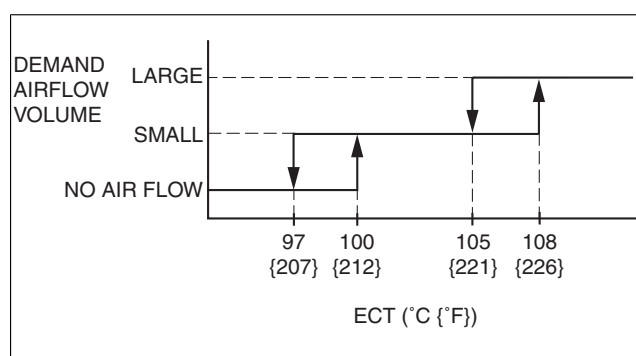 DEMAND
AIRFLOW
VOLUME
LARGE
SMALL
NO AIR FLOW
97 100 105 108
{207} {212} {221} {226}
ECT (˚C {˚F})